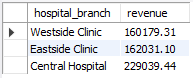 hospital_branch revenue
Westside Clinic 160179.31
Eastside Clinic 162031.10
Central Hospital 229039.44